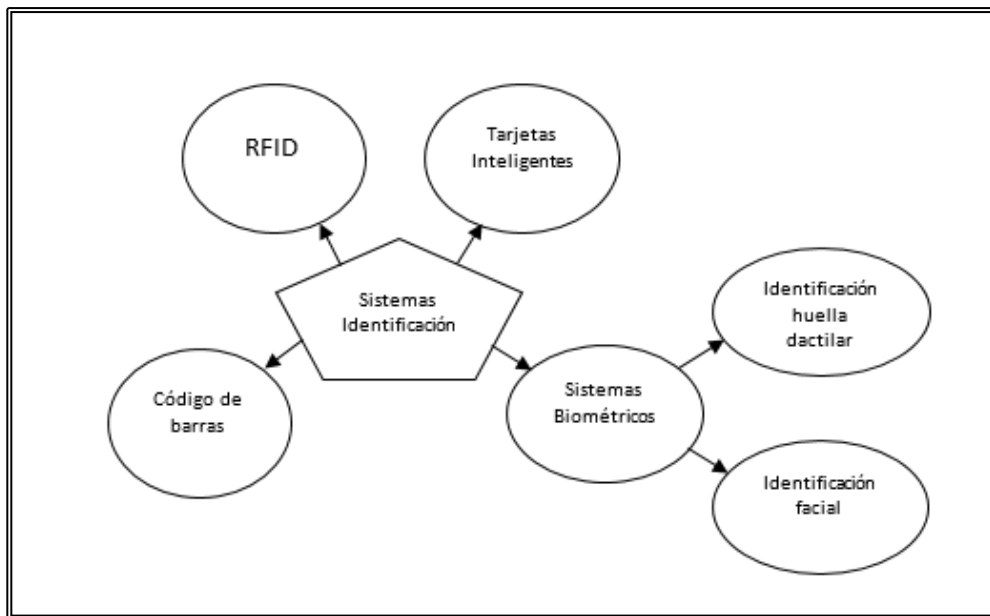 RFID
Tarjetas
Inteligentes
Sistemas
Identificación
Identificación
huella
dactilar
Código de
barras
Sistemas
Biométricos
Identificación
facial